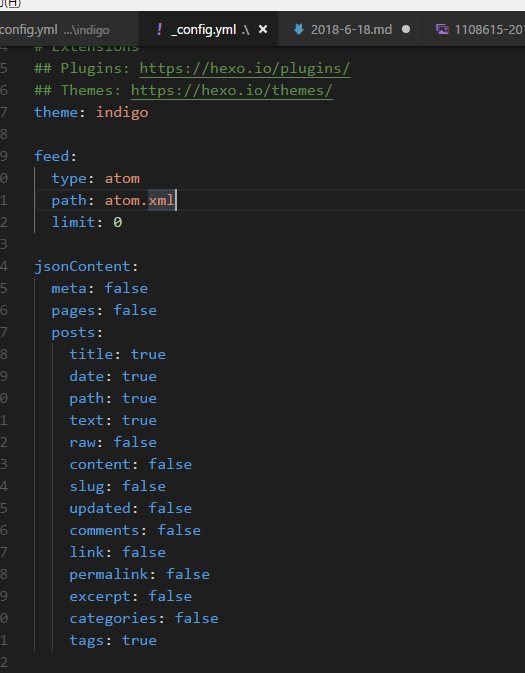 (H)
config.yml ...\indigo
! _config.yml .\ ×
2018-6-18.md ●
1108615-201
4 # Extensions
5 ## Plugins: https://hexo.io/plugins/
6 ## Themes: https://hexo.io/themes/
7 theme: indigo
8
9 feed:
0 type: atom
1 path: atom.xml
2 limit: 0
3
4 jsonContent:
5 meta: false
6 pages: false
7 posts:
8 title: true
9 date: true
0 path: true
1 text: true
2 raw: false
3 content: false
4 slug: false
5 updated: false
6 comments: false
7 link: false
8 permalink: false
9 excerpt: false
0 categories: false
1 tags: true
2